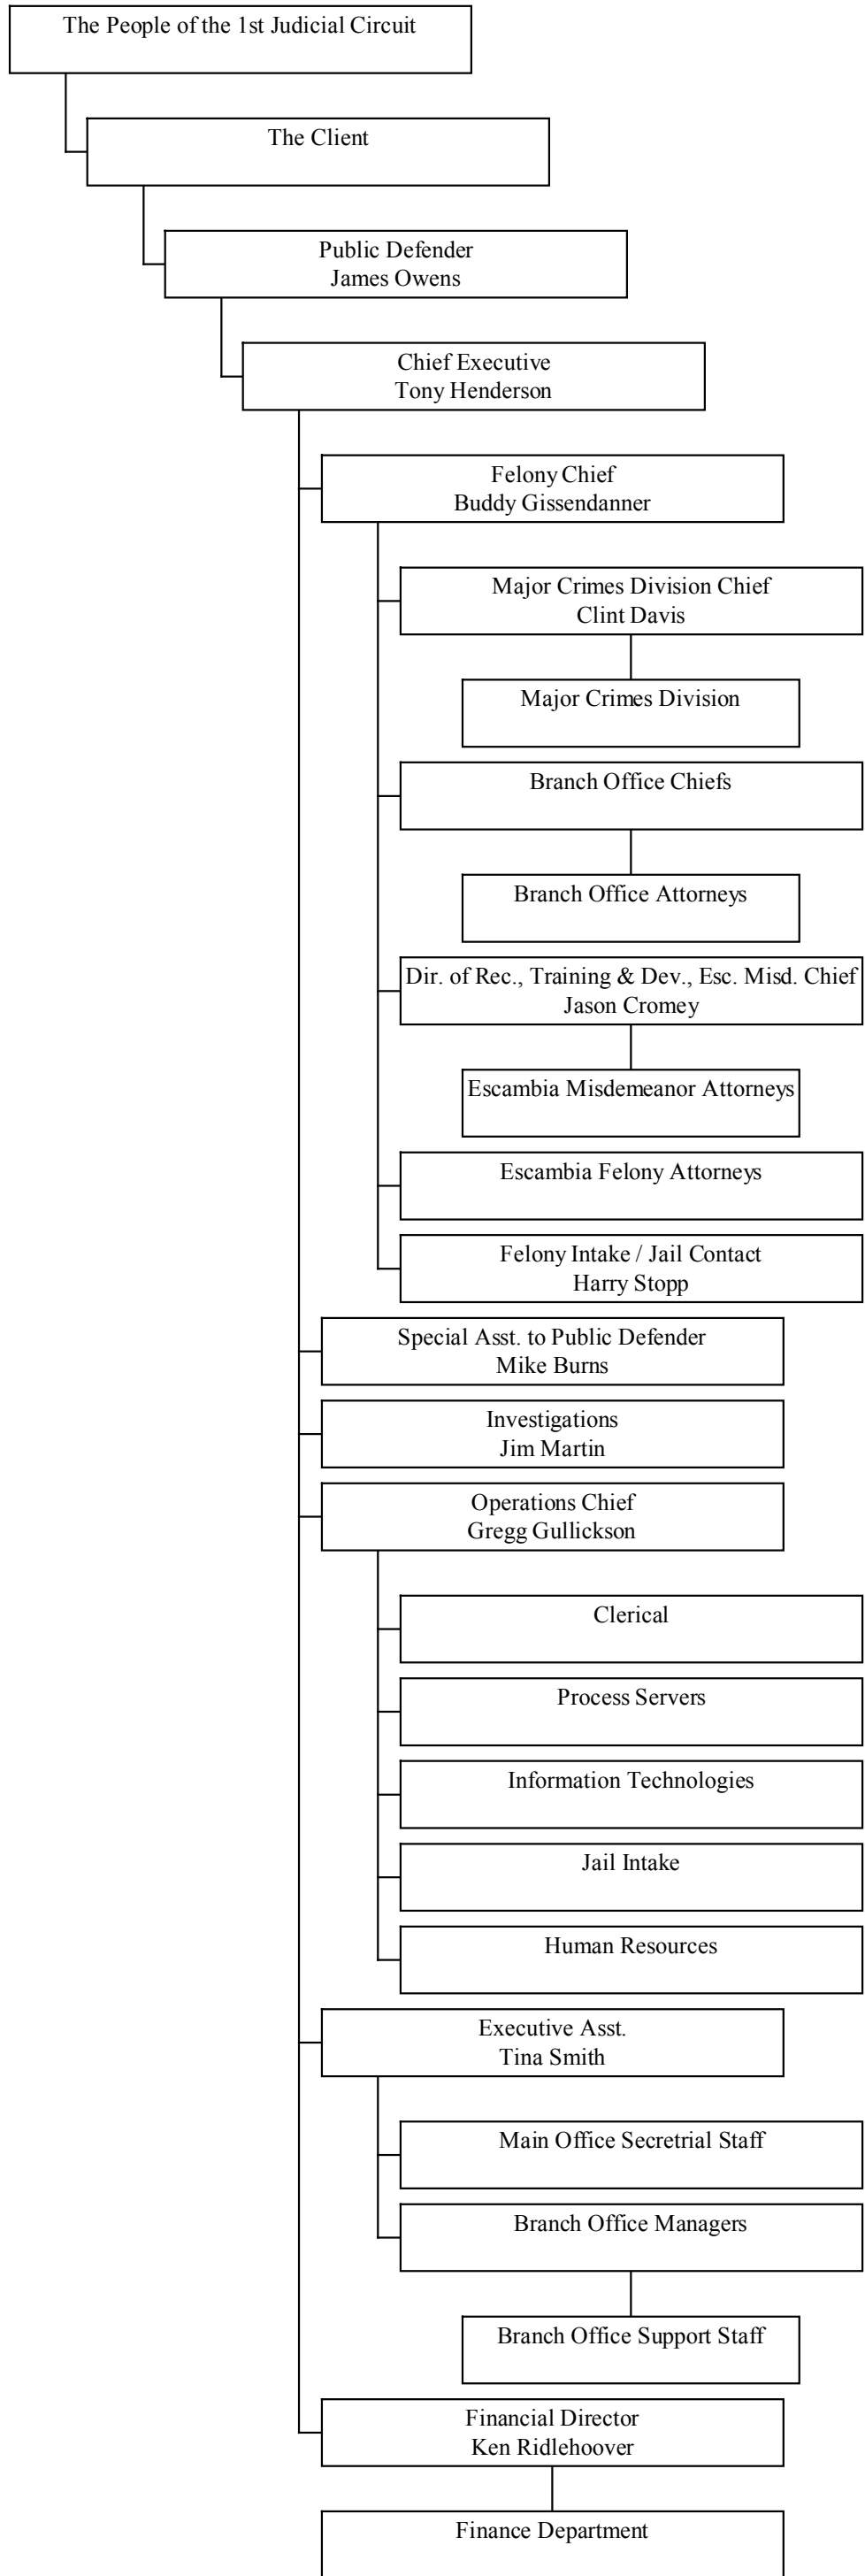 The People of the 1st Judicial Circuit
The Client
Public Defender
James Owens
Chief Executive
Tony Henderson
Felony Chief
Buddy Gissendanner
Major Crimes Division Chief
Clint Davis
Major Crimes Division
Branch Office Chiefs
Branch Office Attorneys
Dir. of Rec., Training & Dev., Esc. Misd. Chief
Jason Cromey
Escambia Misdemeanor Attorneys
Escambia Felony Attorneys
Felony Intake / Jail Contact
Harry Stopp
Special Asst. to Public Defender
Mike Burns
Investigations
Jim Martin
Operations Chief
Gregg Gullickson
Clerical
Process Servers
Information Technologies
Jail Intake
Human Resources
Executive Asst.
Tina Smith
Main Office Secretrial Staff
Branch Office Managers
Branch Office Support Staff
Financial Director
Ken Ridlehoover
Finance Department